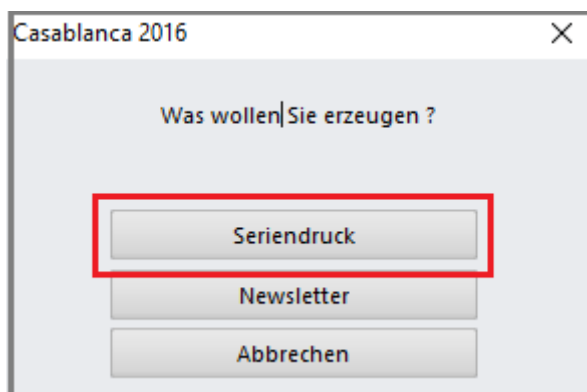 Casablanca 2016
Was wollen Sie erzeugen ?
Seriendruck
Newsletter
Abbrechen